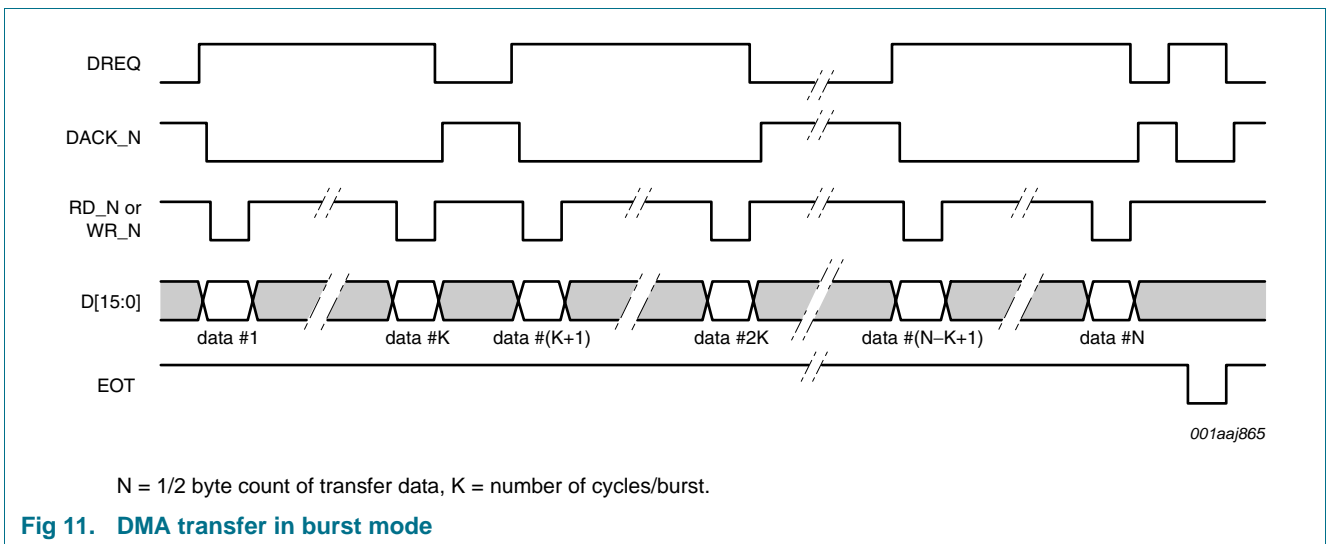 DREQ
DACK_N
RD_N or
WR_N
D[15:0]
data #1
data #K
data #(K+1)
data #2K
data #(N–K+1)
data #N
EOT
001aaj865
N = 1/2 byte count of transfer data, K = number of cycles/burst.
Fig 11. DMA transfer in burst mode